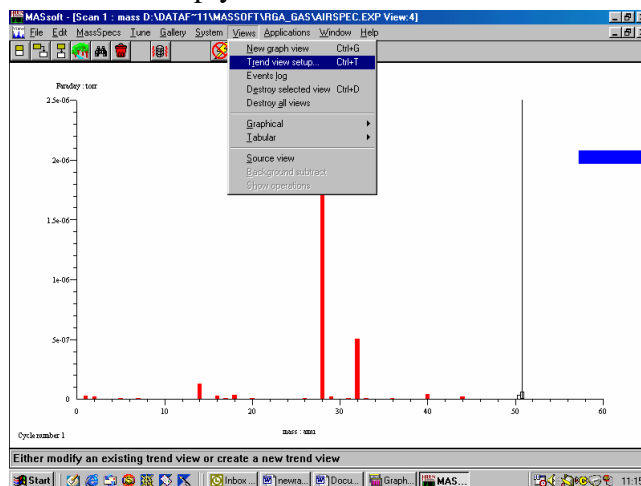 MASsoft - [Scan 1 : mass D:\DATAF~11\MASSOFT\RGA_GAS\AIRSPEC.EXP View:4]
File Edit MassSpecs Tune Gallery System Views Applications Window Help
New graph view Ctrl+G
Trend view setup... Ctrl+T
Events log
Destroy selected view Ctrl+D
Destroy all views
Graphical
Tabular
Source view
Background subtract
Show operations
Faraday : torr
2.5e-06
2e-06
1.5e-06
1e-06
5e-07
0
0 10 20 30 40 50 60
mass : amu
Cycle number 1
Either modify an existing trend view or create a new trend view
Start Inbox ... newra... Docu... Graph... MAS... 11:1